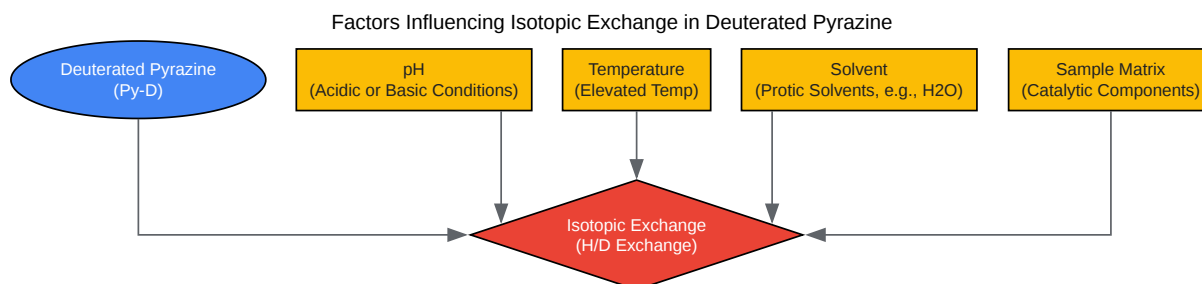 Factors Influencing Isotopic Exchange in Deuterated Pyrazine
Deuterated Pyrazine
(Py-D)
pH
(Acidic or Basic Conditions)
Temperature
(Elevated Temp)
Solvent
(Protic Solvents, e.g., H2O)
Sample Matrix
(Catalytic Components)
Isotopic Exchange
(H/D Exchange)